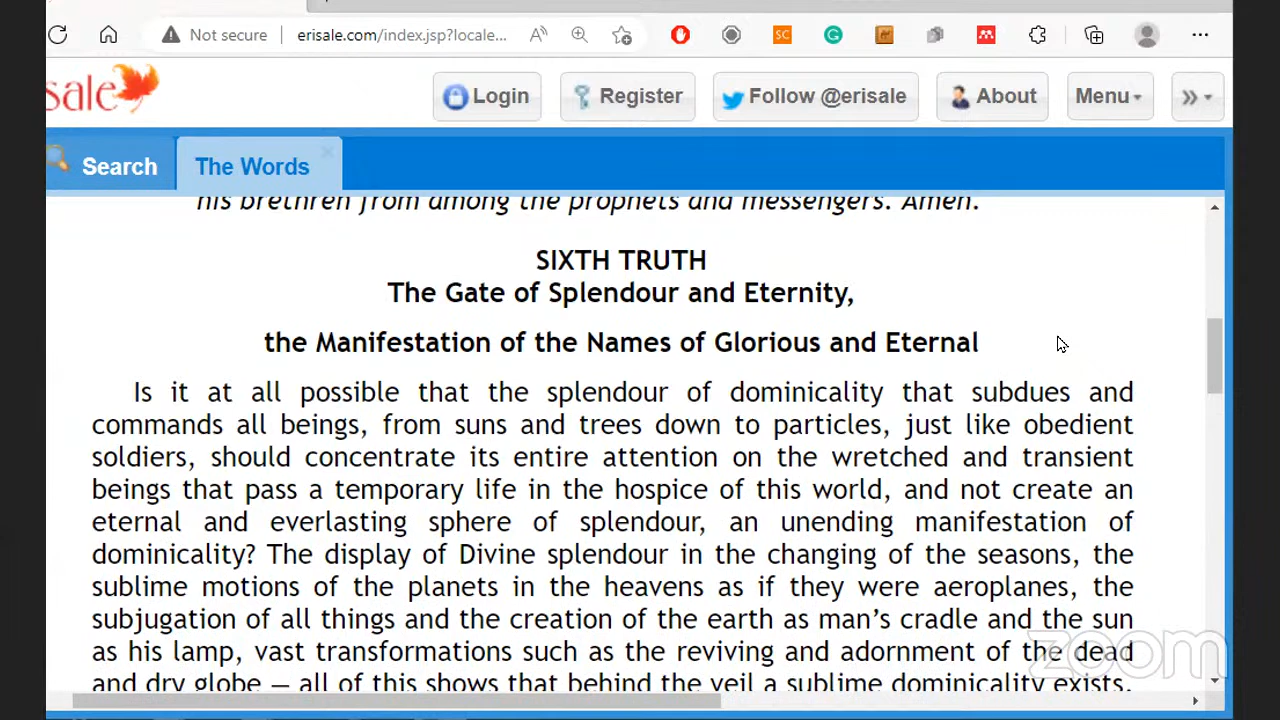 Not secure erisale.com/index.jsp?locale...
sale Login Register Follow @erisale About Menu
Search The Words
his brethren from among the prophets and messengers. Amen.
SIXTH TRUTH
The Gate of Splendour and Eternity,
the Manifestation of the Names of Glorious and Eternal
Is it at all possible that the splendour of dominicality that subdues and
commands all beings, from suns and trees down to particles, just like obedient
soldiers, should concentrate its entire attention on the wretched and transient
beings that pass a temporary life in the hospice of this world, and not create an
eternal and everlasting sphere of splendour, an unending manifestation of
dominicality? The display of Divine splendour in the changing of the seasons, the
sublime motions of the planets in the heavens as if they were aeroplanes, the
subjugation of all things and the creation of the earth as man’s cradle and the sun
as his lamp, vast transformations such as the reviving and adornment of the dead
and dry globe — all of this shows that behind the veil a sublime dominicality exists,
zoom